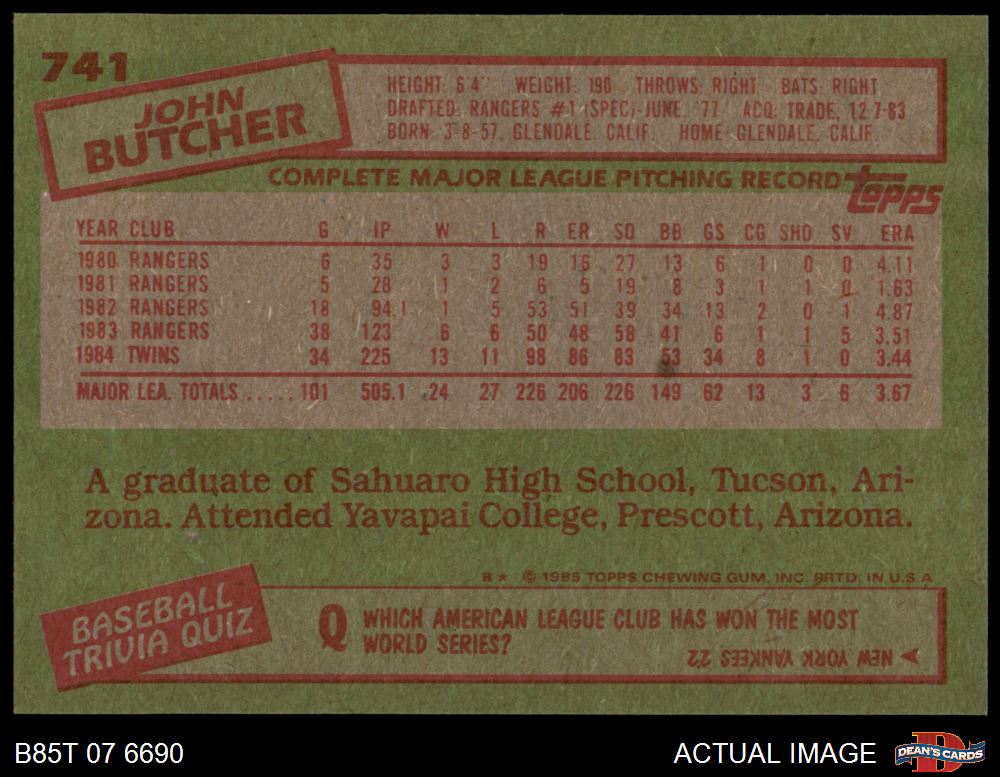 741
JOHN
BUTCHER
HEIGHT: 6'4" WEIGHT: 190 THROWS: RIGHT BATS: RIGHT
DRAFTED: RANGERS #1 (SPEC)-JUNE, '77 ACQ: TRADE, 12-7-83
BORN: 3-8-57, GLENDALE, CALIF. HOME: GLENDALE, CALIF.
COMPLETE MAJOR LEAGUE PITCHING RECORD
topps
YEAR CLUB G IP W L R ER SO BB GS CG SHO SV ERA
1980 RANGERS 6 35 3 3 19 16 27 13 6 1 0 0 4.11
1981 RANGERS 5 28 1 2 6 5 19 8 3 1 1 0 1.63
1982 RANGERS 18 94.1 1 5 53 51 39 34 13 2 0 1 4.87
1983 RANGERS 38 123 6 6 50 48 58 41 6 1 1 5 3.51
1984 TWINS 34 225 13 11 98 86 83 53 34 8 1 0 3.44
MAJOR LEA. TOTALS ..... 101 505.1 24 27 226 206 226 149 62 13 3 6 3.67
A graduate of Sahuaro High School, Tucson, Ari-
zona. Attended Yavapai College, Prescott, Arizona.
B* © 1985 TOPPS CHEWING GUM, INC. PRTD. IN U.S.A.
BASEBALL
TRIVIA QUIZ
Q WHICH AMERICAN LEAGUE CLUB HAS WON THE MOST
WORLD SERIES?
NEW YORK YANKEES 22
B85T 07 6690
ACTUAL IMAGE
DEAN'S CARDS